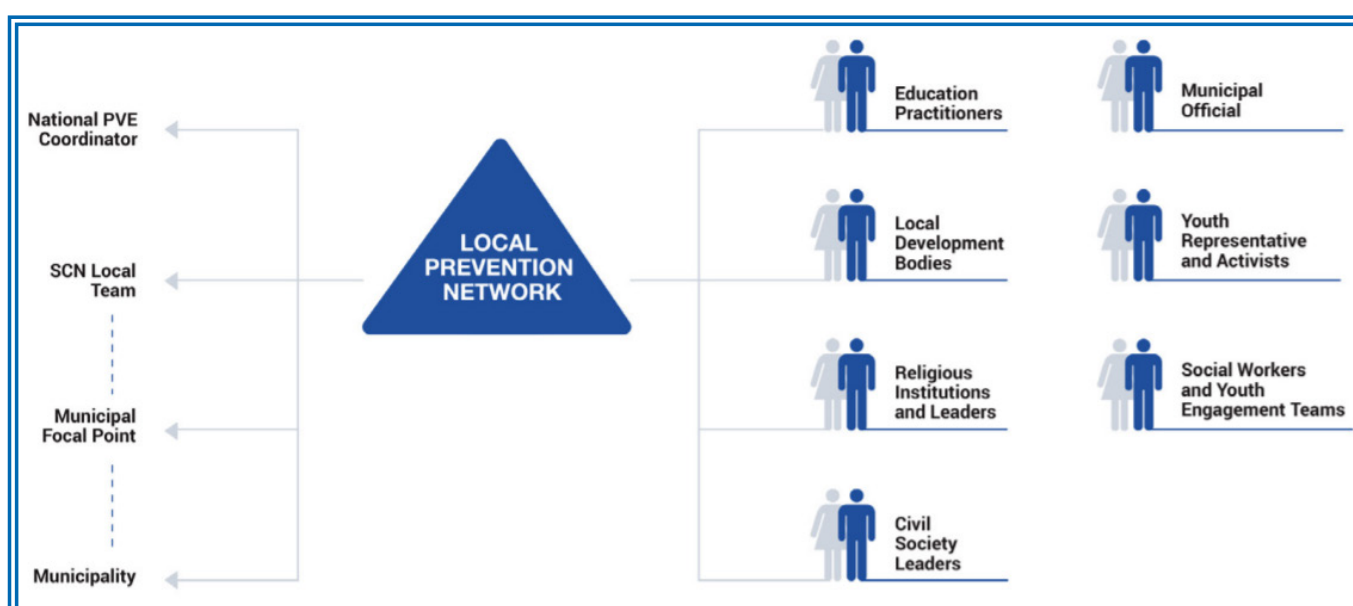 National PVE
Coordinator
SCN Local
Team
Municipal
Focal Point
Municipality
LOCAL
PREVENTION
NETWORK
Education
Practitioners
Local
Development
Bodies
Religious
Institutions
and Leaders
Civil
Society
Leaders
Municipal
Official
Youth
Representative
and Activists
Social Workers
and Youth
Engagement Teams